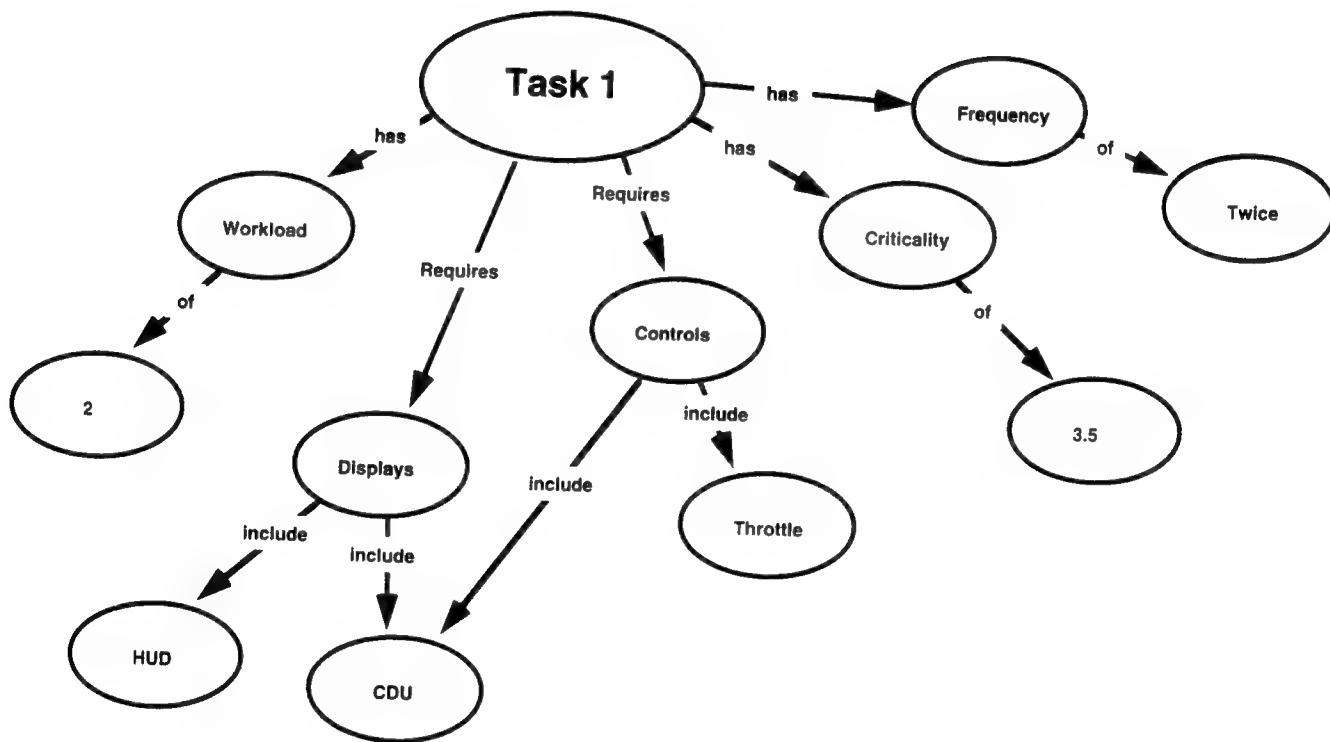 Task 1
has
Frequency
has
has
of
Requires
Twice
Workload
Criticality
Requires
of
of
Controls
2
include
3.5
Displays
include
Throttle
include
include
HUD
CDU